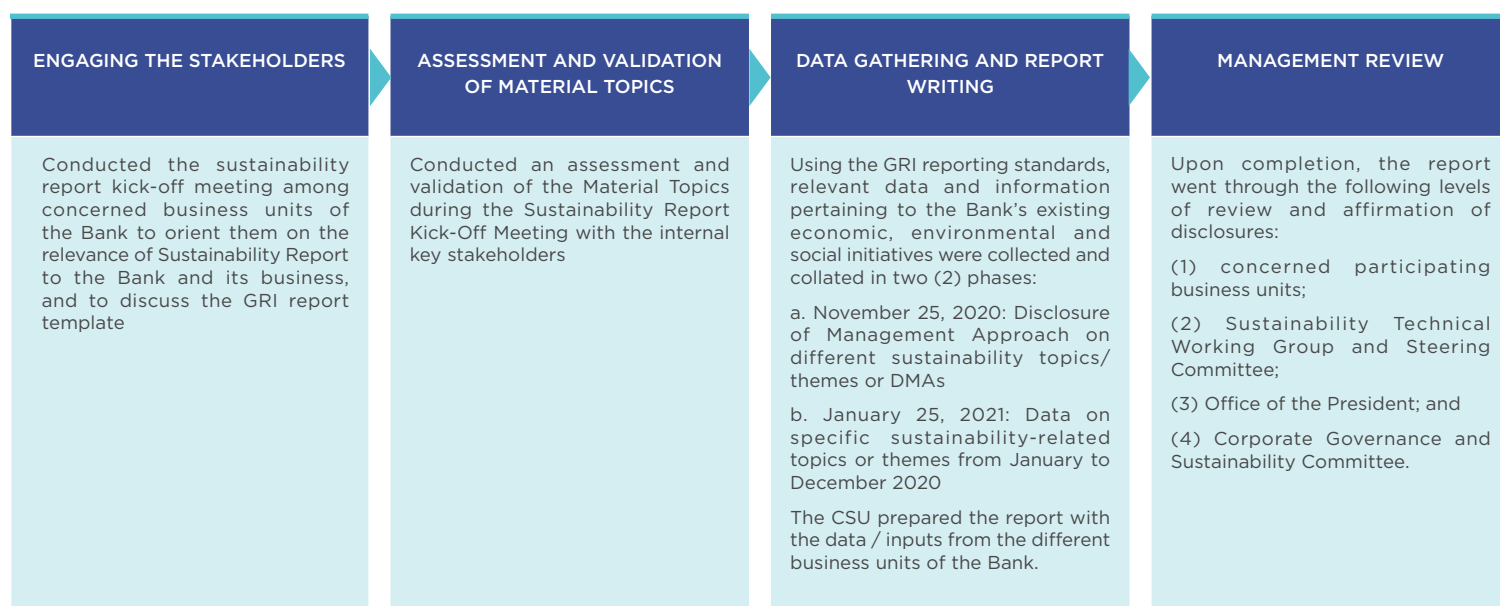 ENGAGING THE STAKEHOLDERS
Conducted the sustainability
report kick-off meeting among
concerned business units of
the Bank to orient them on the
relevance of Sustainability Report
to the Bank and its business,
and to discuss the GRI report
template
ASSESSMENT AND VALIDATION
OF MATERIAL TOPICS
Conducted an assessment and
validation of the Material Topics
during the Sustainability Report
Kick-Off Meeting with the internal
key stakeholders
DATA GATHERING AND REPORT
WRITING
Using the GRI reporting standards,
relevant data and information
pertaining to the Bank's existing
economic, environmental and
social initiatives were collected and
collated in two (2) phases:
a. November 25, 2020: Disclosure
of Management Approach on
different sustainability topics/
themes or DMAs
b. January 25, 2021: Data on
specific sustainability-related
topics or themes from January to
December 2020
The CSU prepared the report with
the data / inputs from the different
business units of the Bank.
MANAGEMENT REVIEW
Upon completion, the report
went through the following levels
of review and affirmation of
disclosures:
(1) concerned participating
business units;
(2) Sustainability Technical
Working Group and Steering
Committee;
(3) Office of the President; and
(4) Corporate Governance and
Sustainability Committee.